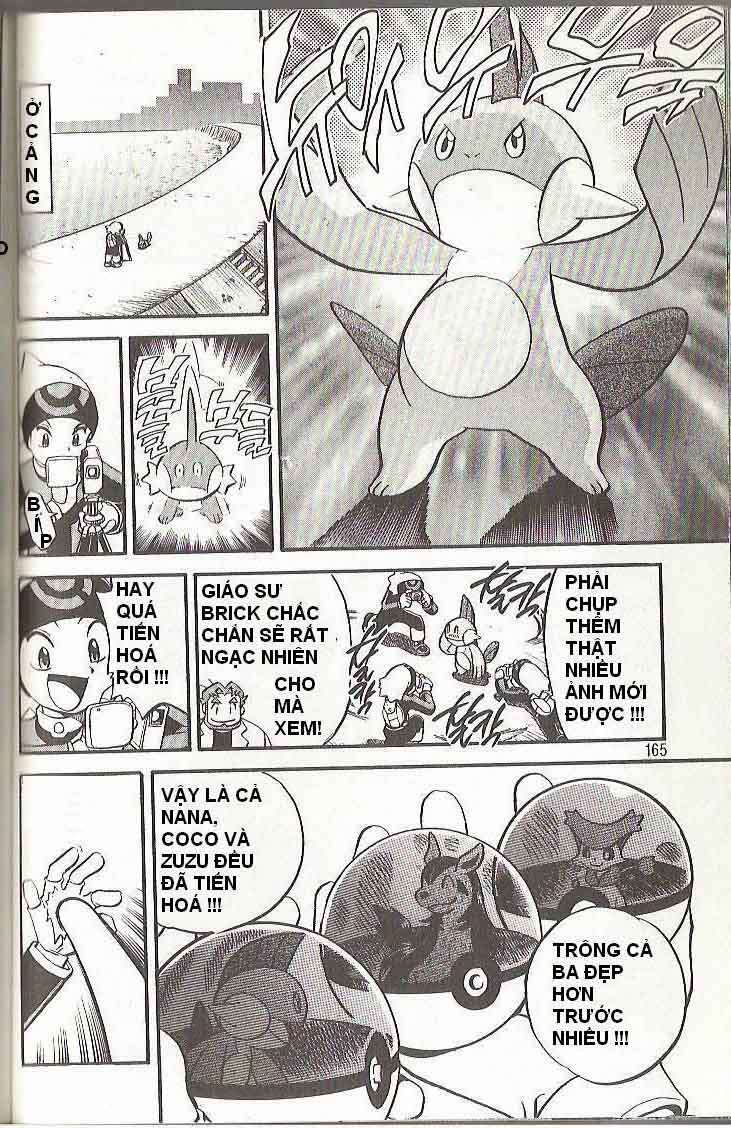 Ở CẢNG
BÍP
HAY
QUÁ
TIẾN
HOÁ
RỒI !!!
GIÁO SƯ
BRICK CHẮC
CHẮN SẼ RẤT
NGẠC NHIÊN
CHO
MÀ
XEM!
PHẢI
CHỤP
THÊM
THẬT
NHIỀU
ẢNH MỚI
ĐƯỢC !!!
165
VẬY LÀ CẢ
NANA,
COCO VÀ
ZUZU ĐỀU
ĐÃ TIẾN
HOÁ !!!
TRÔNG CẢ
BA ĐẸP
HƠN
TRƯỚC
NHIỀU !!!